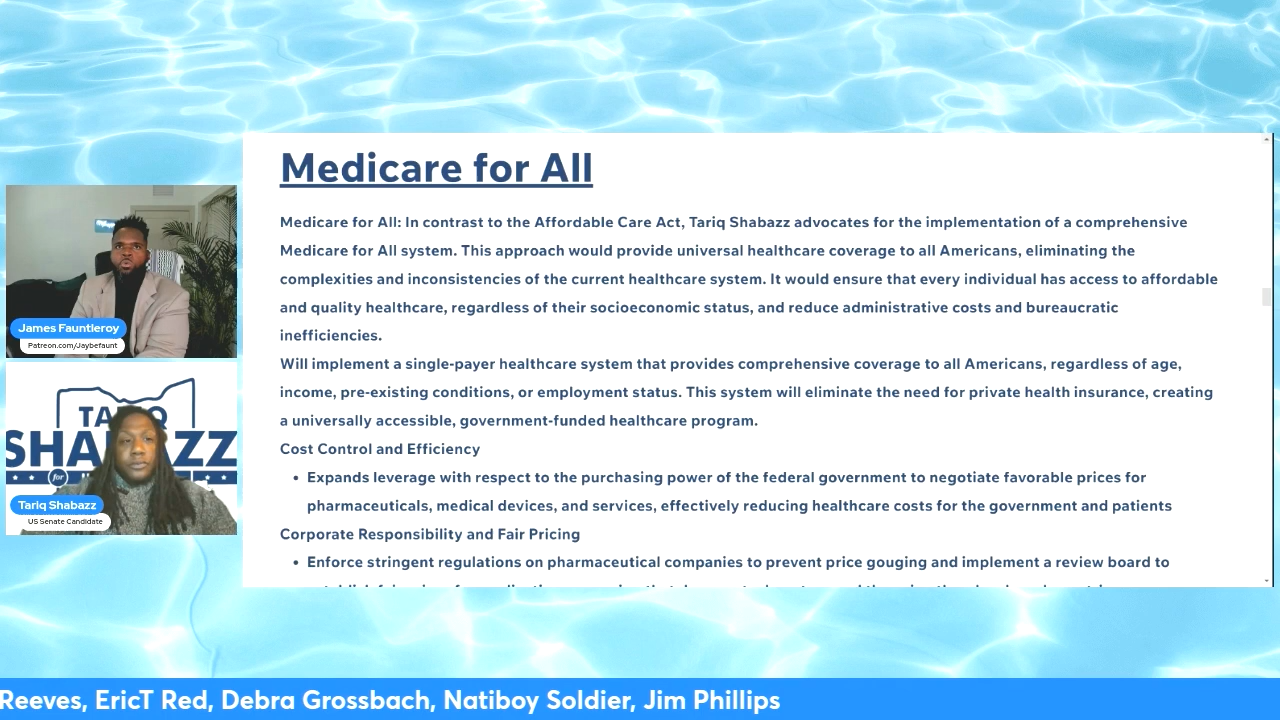 Medicare for All
Medicare for All: In contrast to the Affordable Care Act, Tariq Shabazz advocates for the implementation of a comprehensive
Medicare for All system. This approach would provide universal healthcare coverage to all Americans, eliminating the
complexities and inconsistencies of the current healthcare system. It would ensure that every individual has access to affordable
and quality healthcare, regardless of their socioeconomic status, and reduce administrative costs and bureaucratic
inefficiencies.
Will implement a single-payer healthcare system that provides comprehensive coverage to all Americans, regardless of age,
income, pre-existing conditions, or employment status. This system will eliminate the need for private health insurance, creating
a universally accessible, government-funded healthcare program.
Cost Control and Efficiency
• Expands leverage with respect to the purchasing power of the federal government to negotiate favorable prices for
pharmaceuticals, medical devices, and services, effectively reducing healthcare costs for the government and patients
Corporate Responsibility and Fair Pricing
• Enforce stringent regulations on pharmaceutical companies to prevent price gouging and implement a review board to
James Fauntleroy
Patreon.com/Jaybefaunt
SHABAZZ
for
Tariq Shabazz
US Senate Candidate
Reeves, EricT Red, Debra Grossbach, Natiboy Soldier, Jim Phillips